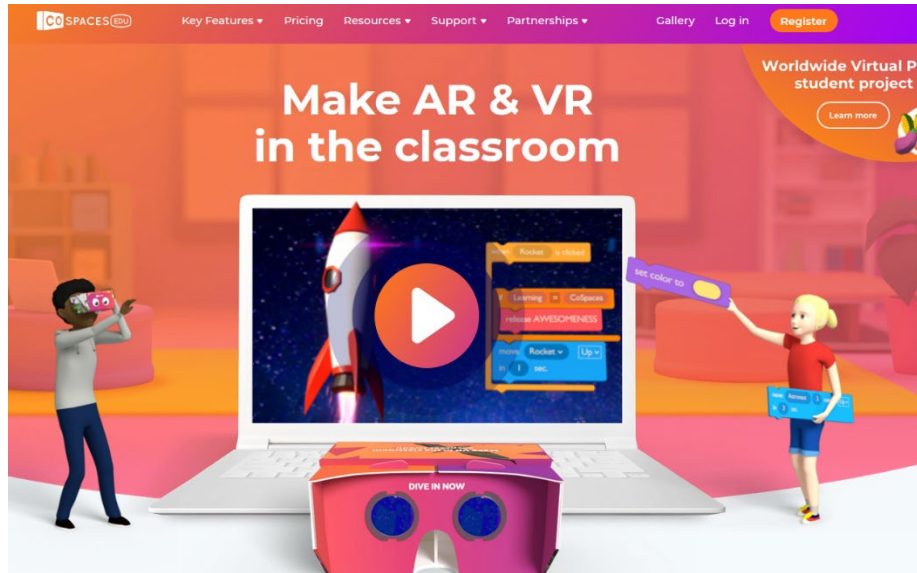 COSPACES EDU
Key Features ▾ Pricing Resources ▾ Support ▾ Partnerships ▾ Gallery Log in Register
Worldwide Virtual P
student project
Learn more
Make AR & VR
in the classroom
Rocket is clicked
Learning = CoSpaces
release AWESOMENESS
move Rocket Up
in 1 sec.
set color to
DIVE IN NOW